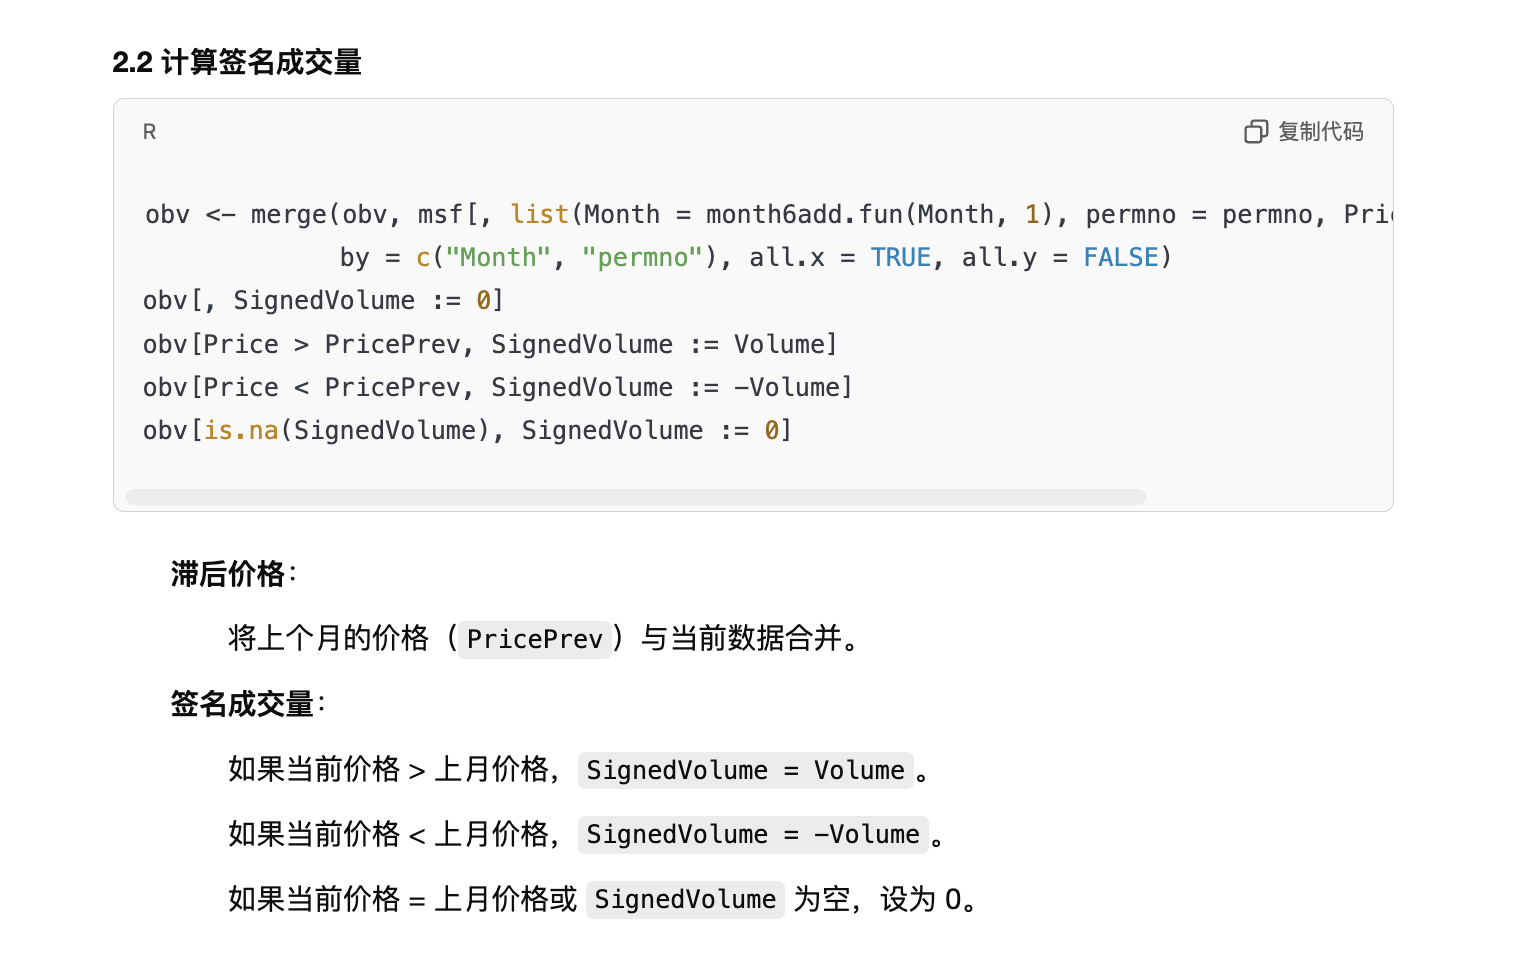 2.2 计算签名成交量
R
复制代码
obv <- merge(obv, msf[, list(Month = month6add.fun(Month, 1), permno = permno, Pric
by = c("Month", "permno"), all.x = TRUE, all.y = FALSE)
obv[, SignedVolume := 0]
obv[Price > PricePrev, SignedVolume := Volume]
obv[Price < PricePrev, SignedVolume := -Volume]
obv[is.na(SignedVolume), SignedVolume := 0]
滞后价格：
将上个月的价格（PricePrev）与当前数据合并。
签名成交量：
如果当前价格 > 上月价格，SignedVolume = Volume。
如果当前价格 < 上月价格，SignedVolume = -Volume。
如果当前价格 = 上月价格或 SignedVolume 为空，设为 0。